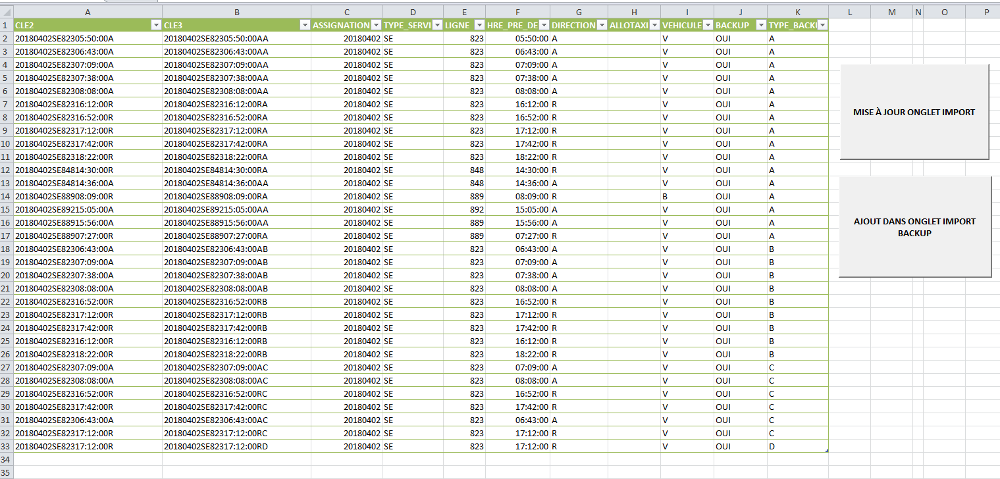 A B C D E F G H I J K L M N O P
1 CLE2 CLE3 ASSIGNATION TYPE_SERVI LIGNE HRE_PRE_DE DIRECTION ALLOTAXI VEHICULE BACKUP TYPE_BACKU
2 20180402SE82305:50:00A 20180402SE82305:50:00AA 20180402 SE 823 05:50:00 A V OUI A
3 20180402SE82306:43:00A 20180402SE82306:43:00AA 20180402 SE 823 06:43:00 A V OUI A
4 20180402SE82307:09:00A 20180402SE82307:09:00AA 20180402 SE 823 07:09:00 A V OUI A
5 20180402SE82307:38:00A 20180402SE82307:38:00AA 20180402 SE 823 07:38:00 A V OUI A
6 20180402SE82308:08:00A 20180402SE82308:08:00AA 20180402 SE 823 08:08:00 A V OUI A
7 20180402SE82316:12:00R 20180402SE82316:12:00RA 20180402 SE 823 16:12:00 R V OUI A
8 20180402SE82316:52:00R 20180402SE82316:52:00RA 20180402 SE 823 16:52:00 R V OUI A
9 20180402SE82317:12:00R 20180402SE82317:12:00RA 20180402 SE 823 17:12:00 R V OUI A
10 20180402SE82317:42:00R 20180402SE82317:42:00RA 20180402 SE 823 17:42:00 R V OUI A
11 20180402SE82318:22:00R 20180402SE82318:22:00RA 20180402 SE 823 18:22:00 R V OUI A
12 20180402SE84814:30:00R 20180402SE84814:30:00RA 20180402 SE 848 14:30:00 R V OUI A
13 20180402SE84814:36:00A 20180402SE84814:36:00AA 20180402 SE 848 14:36:00 A V OUI A
14 20180402SE88908:09:00R 20180402SE88908:09:00RA 20180402 SE 889 08:09:00 R B OUI A
15 20180402SE89215:05:00A 20180402SE89215:05:00AA 20180402 SE 892 15:05:00 A V OUI A
16 20180402SE88915:56:00A 20180402SE88915:56:00AA 20180402 SE 889 15:56:00 A V OUI A
17 20180402SE88907:27:00R 20180402SE88907:27:00RA 20180402 SE 889 07:27:00 R V OUI A
18 20180402SE82306:43:00A 20180402SE82306:43:00AB 20180402 SE 823 06:43:00 A V OUI B
19 20180402SE82307:09:00A 20180402SE82307:09:00AB 20180402 SE 823 07:09:00 A V OUI B
20 20180402SE82307:38:00A 20180402SE82307:38:00AB 20180402 SE 823 07:38:00 A V OUI B
21 20180402SE82308:08:00A 20180402SE82308:08:00AB 20180402 SE 823 08:08:00 A V OUI B
22 20180402SE82316:52:00R 20180402SE82316:52:00RB 20180402 SE 823 16:52:00 R V OUI B
23 20180402SE82317:12:00R 20180402SE82317:12:00RB 20180402 SE 823 17:12:00 R V OUI B
24 20180402SE82317:42:00R 20180402SE82317:42:00RB 20180402 SE 823 17:42:00 R V OUI B
25 20180402SE82316:12:00R 20180402SE82316:12:00RB 20180402 SE 823 16:12:00 R V OUI B
26 20180402SE82318:22:00R 20180402SE82318:22:00RB 20180402 SE 823 18:22:00 R V OUI B
27 20180402SE82307:09:00A 20180402SE82307:09:00AC 20180402 SE 823 07:09:00 A V OUI C
28 20180402SE82308:08:00A 20180402SE82308:08:00AC 20180402 SE 823 08:08:00 A V OUI C
29 20180402SE82316:52:00R 20180402SE82316:52:00RC 20180402 SE 823 16:52:00 R V OUI C
30 20180402SE82317:42:00R 20180402SE82317:42:00RC 20180402 SE 823 17:42:00 R V OUI C
31 20180402SE82306:43:00A 20180402SE82306:43:00AC 20180402 SE 823 06:43:00 A V OUI C
32 20180402SE82317:12:00R 20180402SE82317:12:00RC 20180402 SE 823 17:12:00 R V OUI C
33 20180402SE82317:12:00R 20180402SE82317:12:00RD 20180402 SE 823 17:12:00 R V OUI D
34
35
MISE À JOUR ONGLET IMPORT
AJOUT DANS ONGLET IMPORT
BACKUP